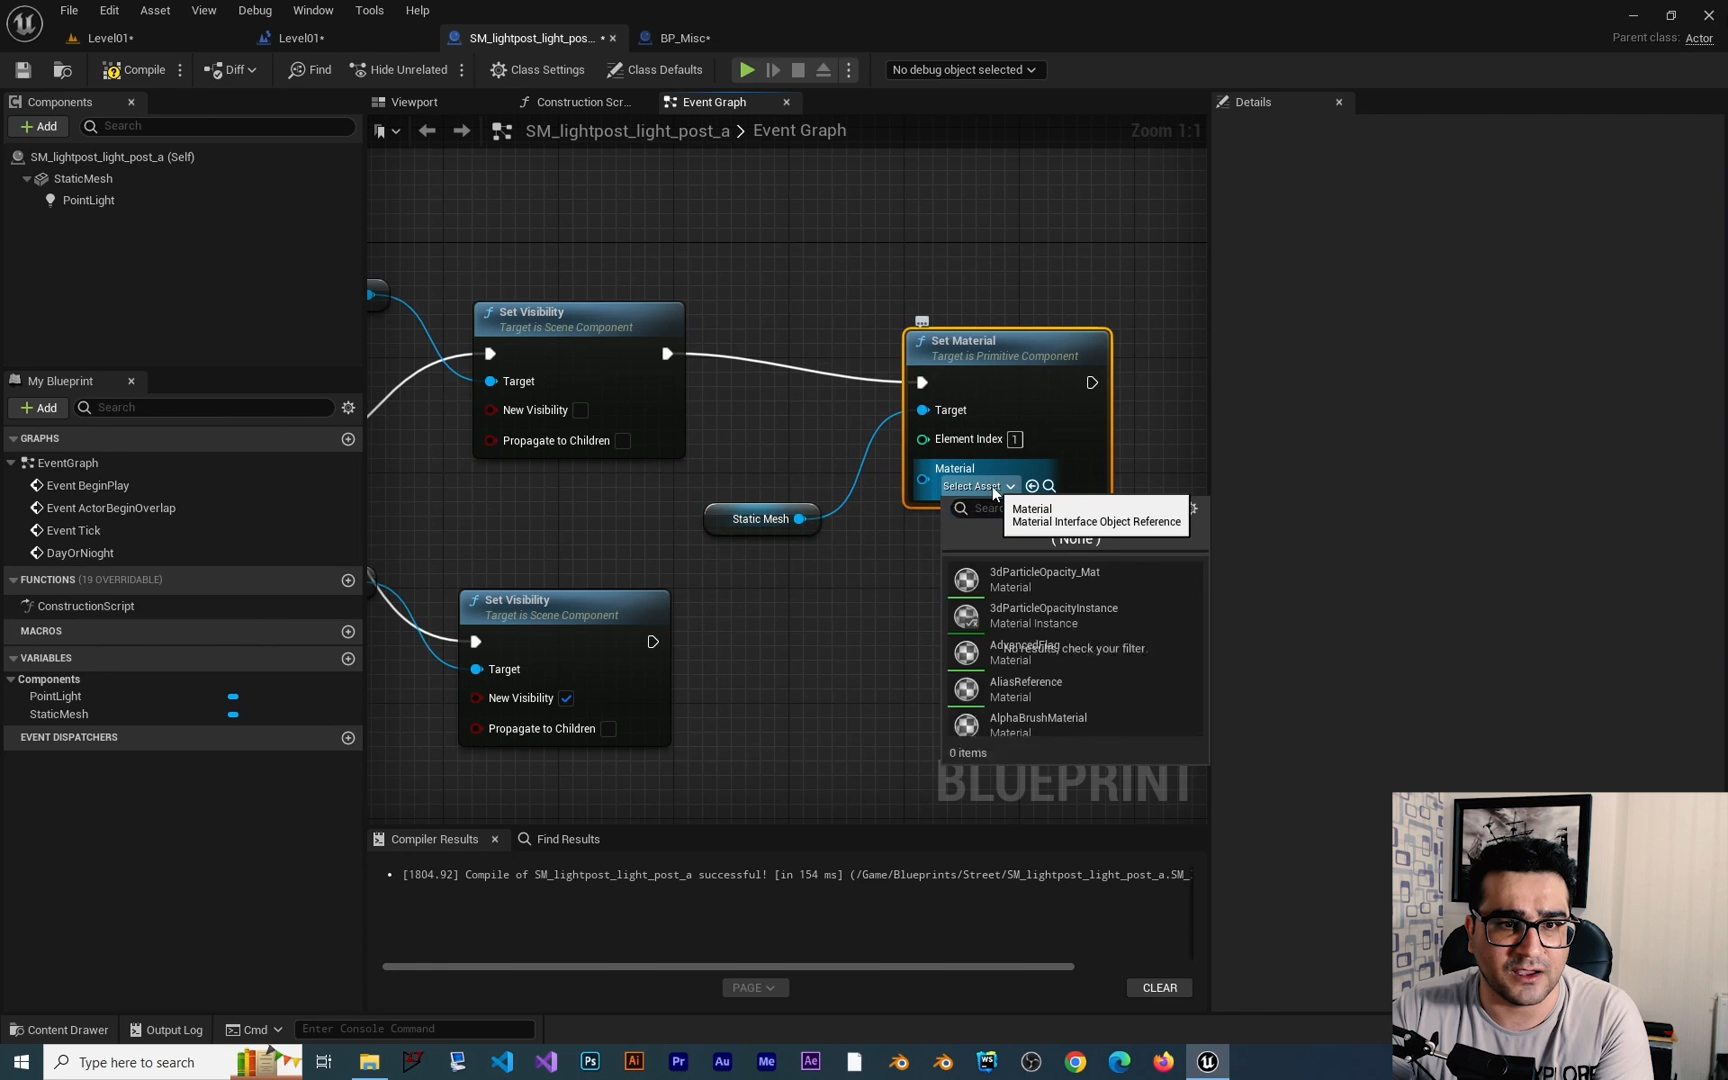 File Edit Asset View Debug Window Tools Help
Level01* Level01* SM_lightpost_light_pos... * BP_Misc* Parent class: Actor
Compile Diff Find Hide Unrelated Class Settings Class Defaults No debug object selected
Components Viewport Construction Scr... Event Graph Details
Add Search SM_lightpost_light_post_a > Event Graph Zoom 1:1
SM_lightpost_light_post_a (Self)
StaticMesh
PointLight
My Blueprint
Add Search
GRAPHS
EventGraph
Event BeginPlay
Event ActorBeginOverlap
Event Tick
DayOrNioght
FUNCTIONS (19 OVERRIDABLE)
ConstructionScript
MACROS
VARIABLES
Components
PointLight
StaticMesh
EVENT DISPATCHERS
Set Visibility
Target is Scene Component
Target
New Visibility
Propagate to Children
Set Material
Target is Primitive Component
Target
Element Index 1
Material
Select Asset
Static Mesh
Material
Material Interface Object Reference
( None )
3dParticleOpacity_Mat
Material
3dParticleOpacityInstance
Material Instance
AdvancedFlag
No results, check your filter.
Material
AliasReference
Material
AlphaBrushMaterial
Material
0 items
Set Visibility
Target is Scene Component
Target
New Visibility
Propagate to Children
BLUEPRINT
Compiler Results Find Results
[1804.92] Compile of SM_lightpost_light_post_a successful! [in 154 ms] (/Game/Blueprints/Street/SM_lightpost_light_post_a.SM_
PAGE CLEAR
Content Drawer Output Log Cmd Enter Console Command
Type here to search Ps Ai Pr Au Me Ae